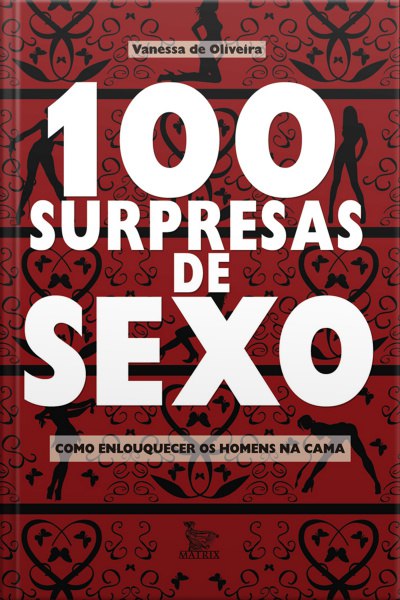 Vanessa de Oliveira
100
SURPRESAS
DE
SEXO
COMO ENLOUQUECER OS HOMENS NA CAMA
MATRIX